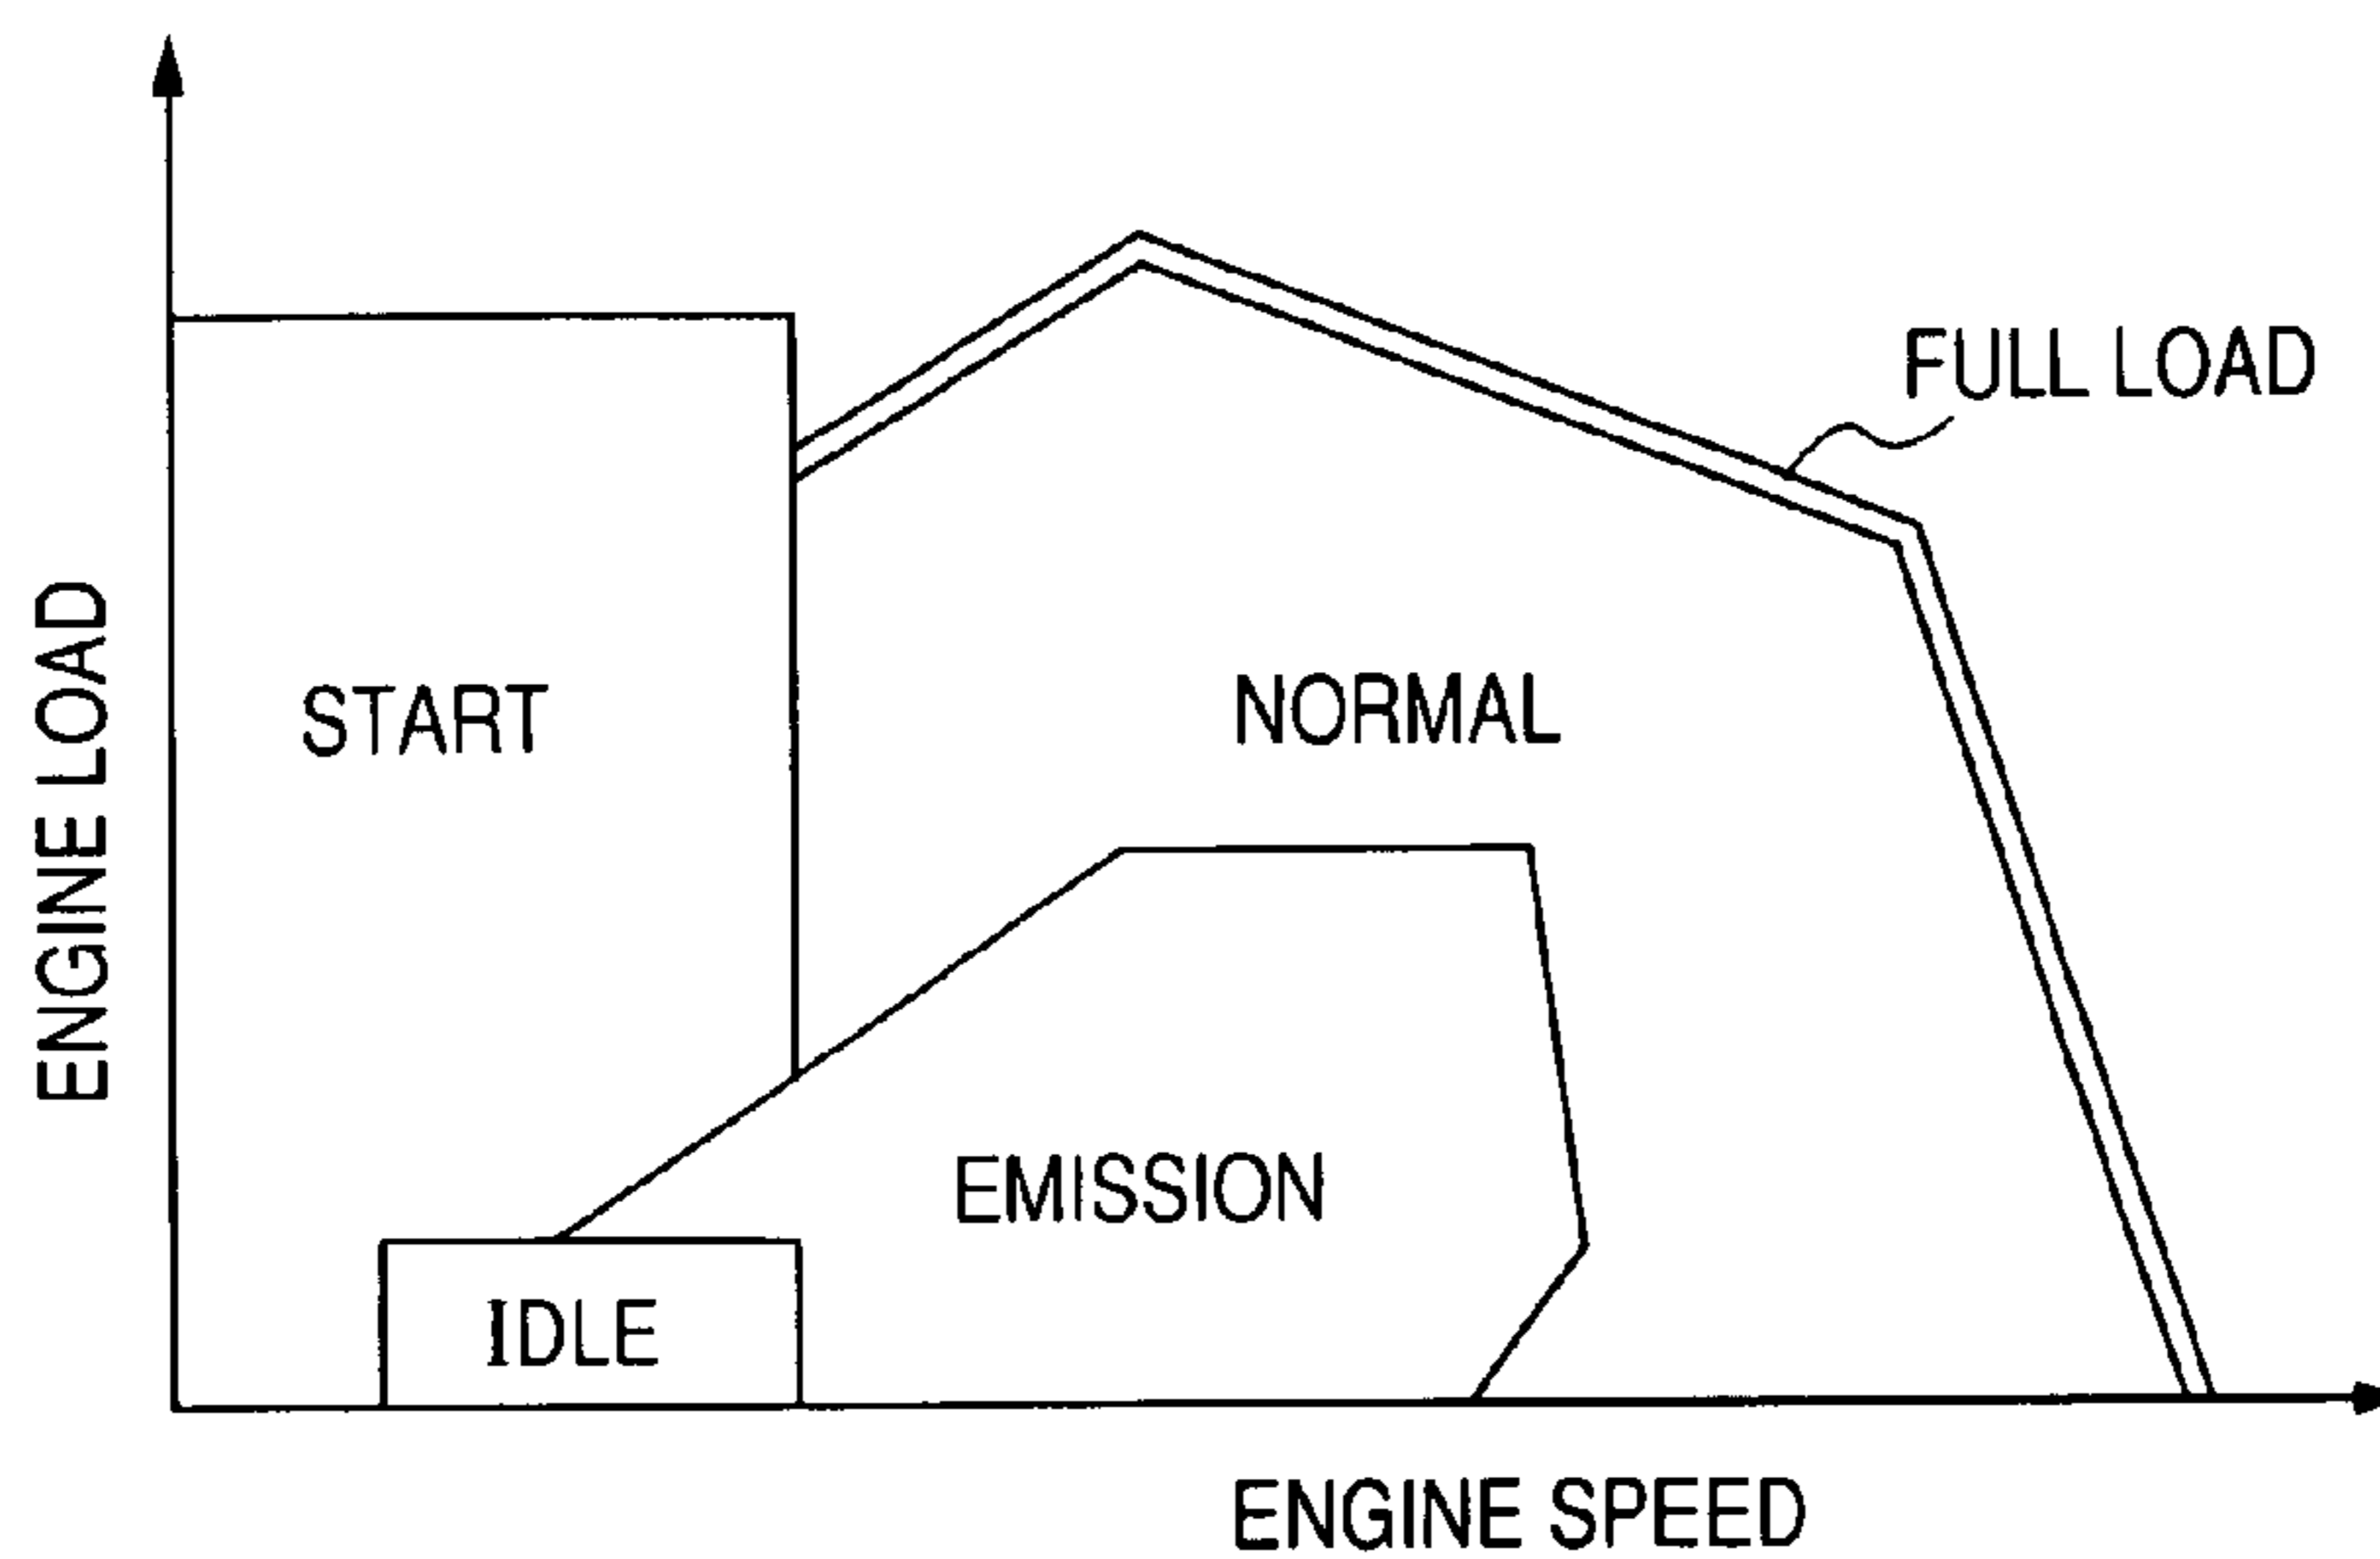 FULL LOAD
START
NORMAL
ENGINE LOAD
EMISSION
IDLE
ENGINE SPEED